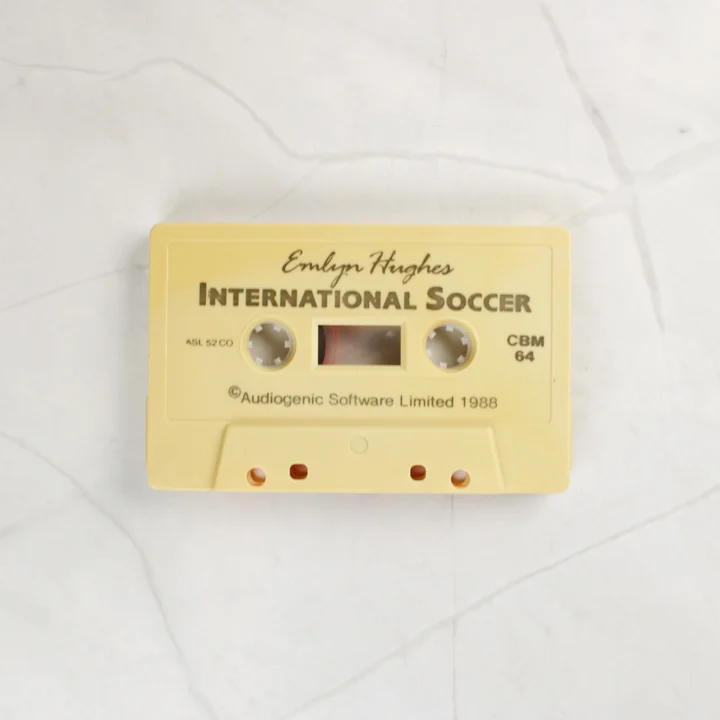 Emlyn Hughes
INTERNATIONAL SOCCER
ASL 52 CO
CBM
64
©Audiogenic Software Limited 1988